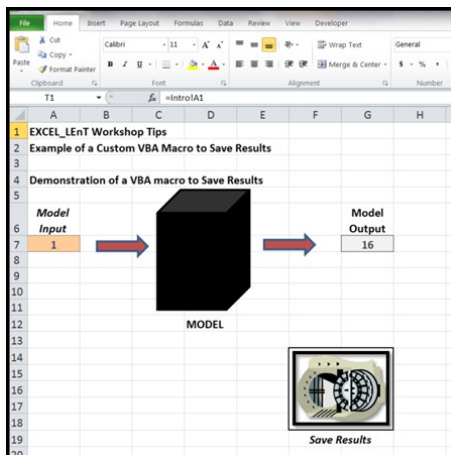 File Home Insert Page Layout Formulas Data Review View Developer
Cut
Copy
Format Painter
Paste
Clipboard
Calibri 11 A A
B I U A
Font
Wrap Text
Merge & Center
Alignment
General
$ % ,
Number
T1 fx =Intro!A1
A B C D E F G H
1 EXCEL_LEnT Workshop Tips
2 Example of a Custom VBA Macro to Save Results
3
4 Demonstration of a VBA macro to Save Results
5
Model Model
6 Input Output
7 1 16
8
9
10
11
12 MODEL
13
14
15
16
17
18
19 Save Results
20